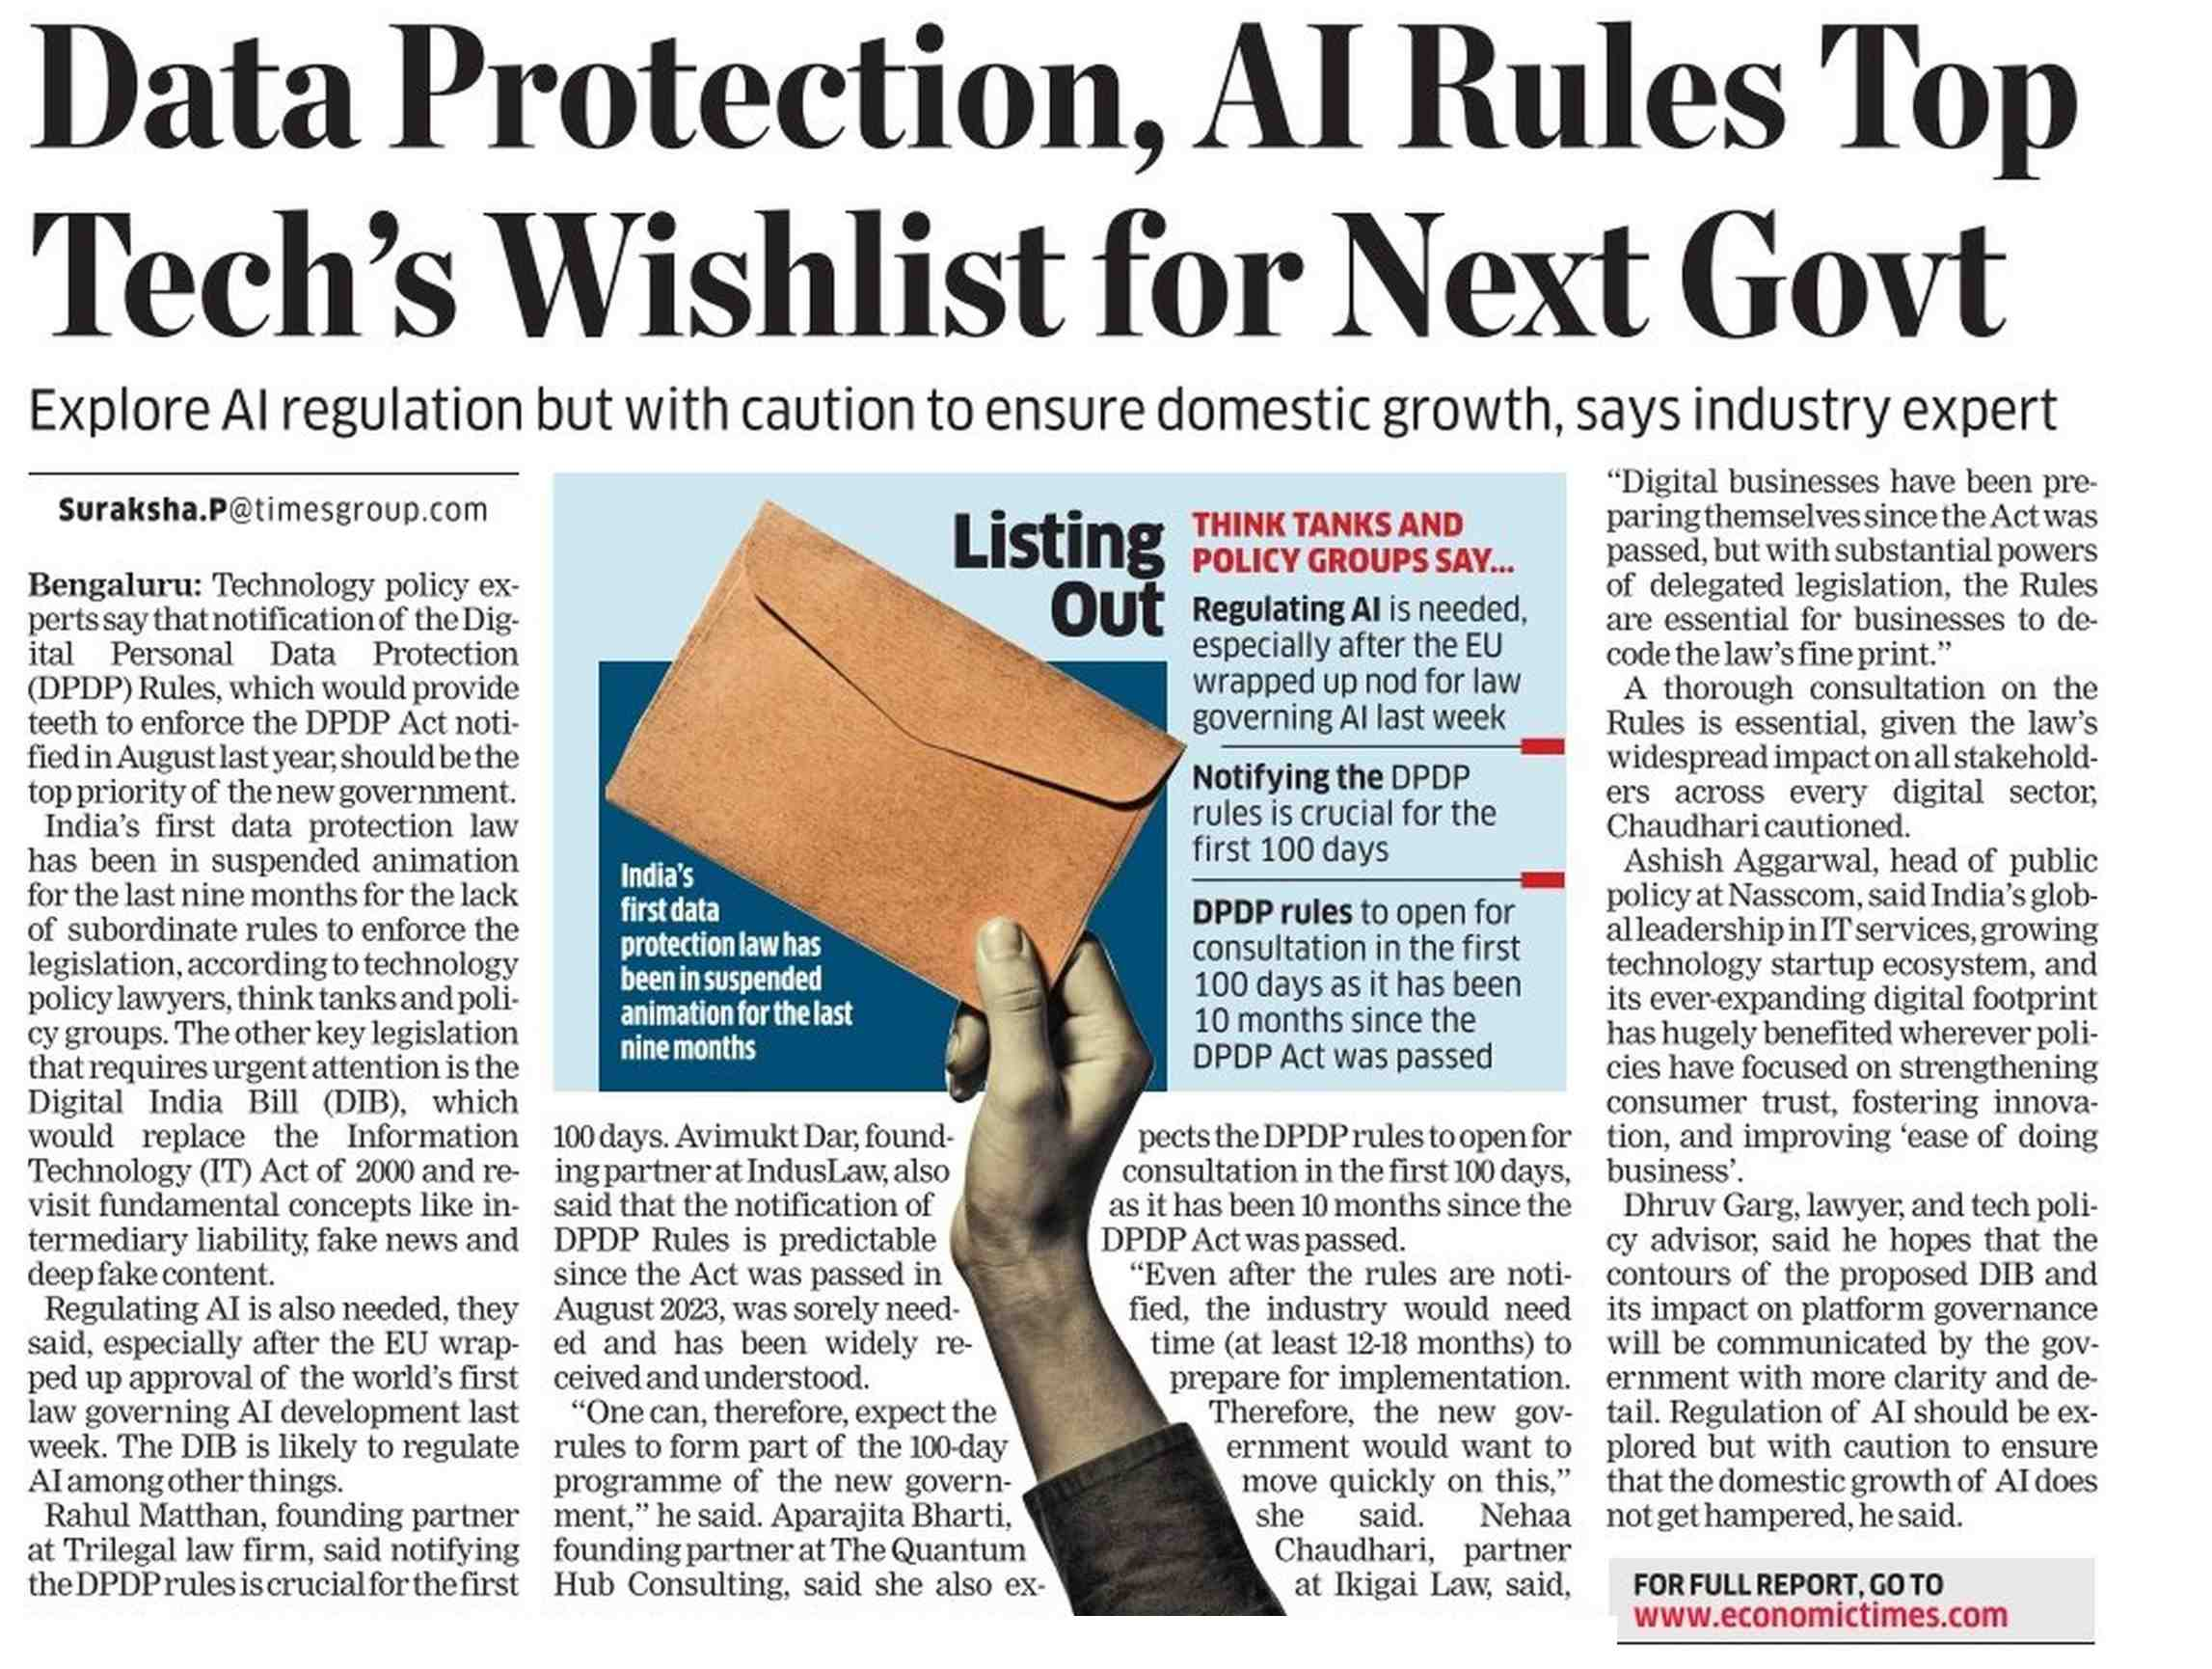 Data Protection, AI Rules Top
Tech's Wishlist for Next Govt
Explore AI regulation but with caution to ensure domestic growth, says industry expert
Suraksha.P@timesgroup.com
Bengaluru: Technology policy ex-
perts say that notification of the Dig-
ital Personal Data Protection
(DPDP) Rules, which would provide
teeth to enforce the DPDP Act noti-
fied in August last year, should be the
top priority of the new government.
India's first data protection law
has been in suspended animation
for the last nine months for the lack
of subordinate rules to enforce the
legislation, according to technology
policy lawyers, think tanks and poli-
cy groups. The other key legislation
that requires urgent attention is the
Digital India Bill (DIB), which
would replace the Information
Technology (IT) Act of 2000 and re-
visit fundamental concepts like in-
termediary liability, fake news and
deep fake content.
Regulating AI is also needed, they
said, especially after the EU wrap-
ped up approval of the world's first
law governing AI development last
week. The DIB is likely to regulate
AI among other things.
Rahul Matthan, founding partner
at Trilegal law firm, said notifying
the DPDP rules is crucial for the first
Listing
Out
India's
first data
protection law has
been in suspended
animation for the last
nine months
THINK TANKS AND
POLICY GROUPS SAY...
Regulating AI is needed,
especially after the EU
wrapped up nod for law
governing AI last week
Notifying the DPDP
rules is crucial for the
first 100 days
DPDP rules to open for
consultation in the first
100 days as it has been
10 months since the
DPDP Act was passed
100 days. Avimukt Dar, found-
ing partner at IndusLaw, also
said that the notification of
DPDP Rules is predictable
since the Act was passed in
August 2023, was sorely need-
ed and has been widely re-
ceived and understood.
"One can, therefore, expect the
rules to form part of the 100-day
programme of the new govern-
ment," he said. Aparajita Bharti,
founding partner at The Quantum
Hub Consulting, said she also ex-
pects the DPDP rules to open for
consultation in the first 100 days,
as it has been 10 months since the
DPDP Act was passed.
"Even after the rules are noti-
fied, the industry would need
time (at least 12-18 months) to
prepare for implementation.
Therefore, the new gov-
ernment would want to
move quickly on this,"
she said. Nehaa
Chaudhari, partner
at Ikigai Law, said,
"Digital businesses have been pre-
paring themselves since the Act was
passed, but with substantial powers
of delegated legislation, the Rules
are essential for businesses to de-
code the law's fine print."
A thorough consultation on the
Rules is essential, given the law's
widespread impact on all stakehold-
ers across every digital sector,
Chaudhari cautioned.
Ashish Aggarwal, head of public
policy at Nasscom, said India's glob-
al leadership in IT services, growing
technology startup ecosystem, and
its ever-expanding digital footprint
has hugely benefited wherever poli-
cies have focused on strengthening
consumer trust, fostering innova-
tion, and improving 'ease of doing
business'.
Dhruv Garg, lawyer, and tech poli-
cy advisor, said he hopes that the
contours of the proposed DIB and
its impact on platform governance
will be communicated by the gov-
ernment with more clarity and de-
tail. Regulation of AI should be ex-
plored but with caution to ensure
that the domestic growth of AI does
not get hampered, he said.
FOR FULL REPORT, GO TO
www.economictimes.com